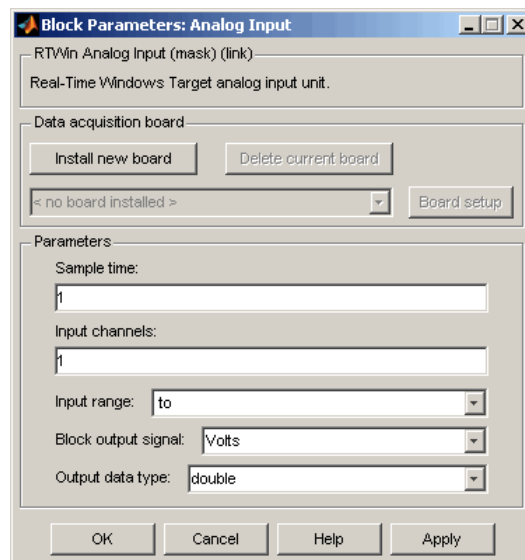 Block Parameters: Analog Input
RTWin Analog Input (mask) (link)
Real-Time Windows Target analog input unit.
Data acquisition board
Install new board
Delete current board
< no board installed >
Board setup
Parameters
Sample time:
1
Input channels:
1
Input range: to
Block output signal: Volts
Output data type: double
OK Cancel Help Apply